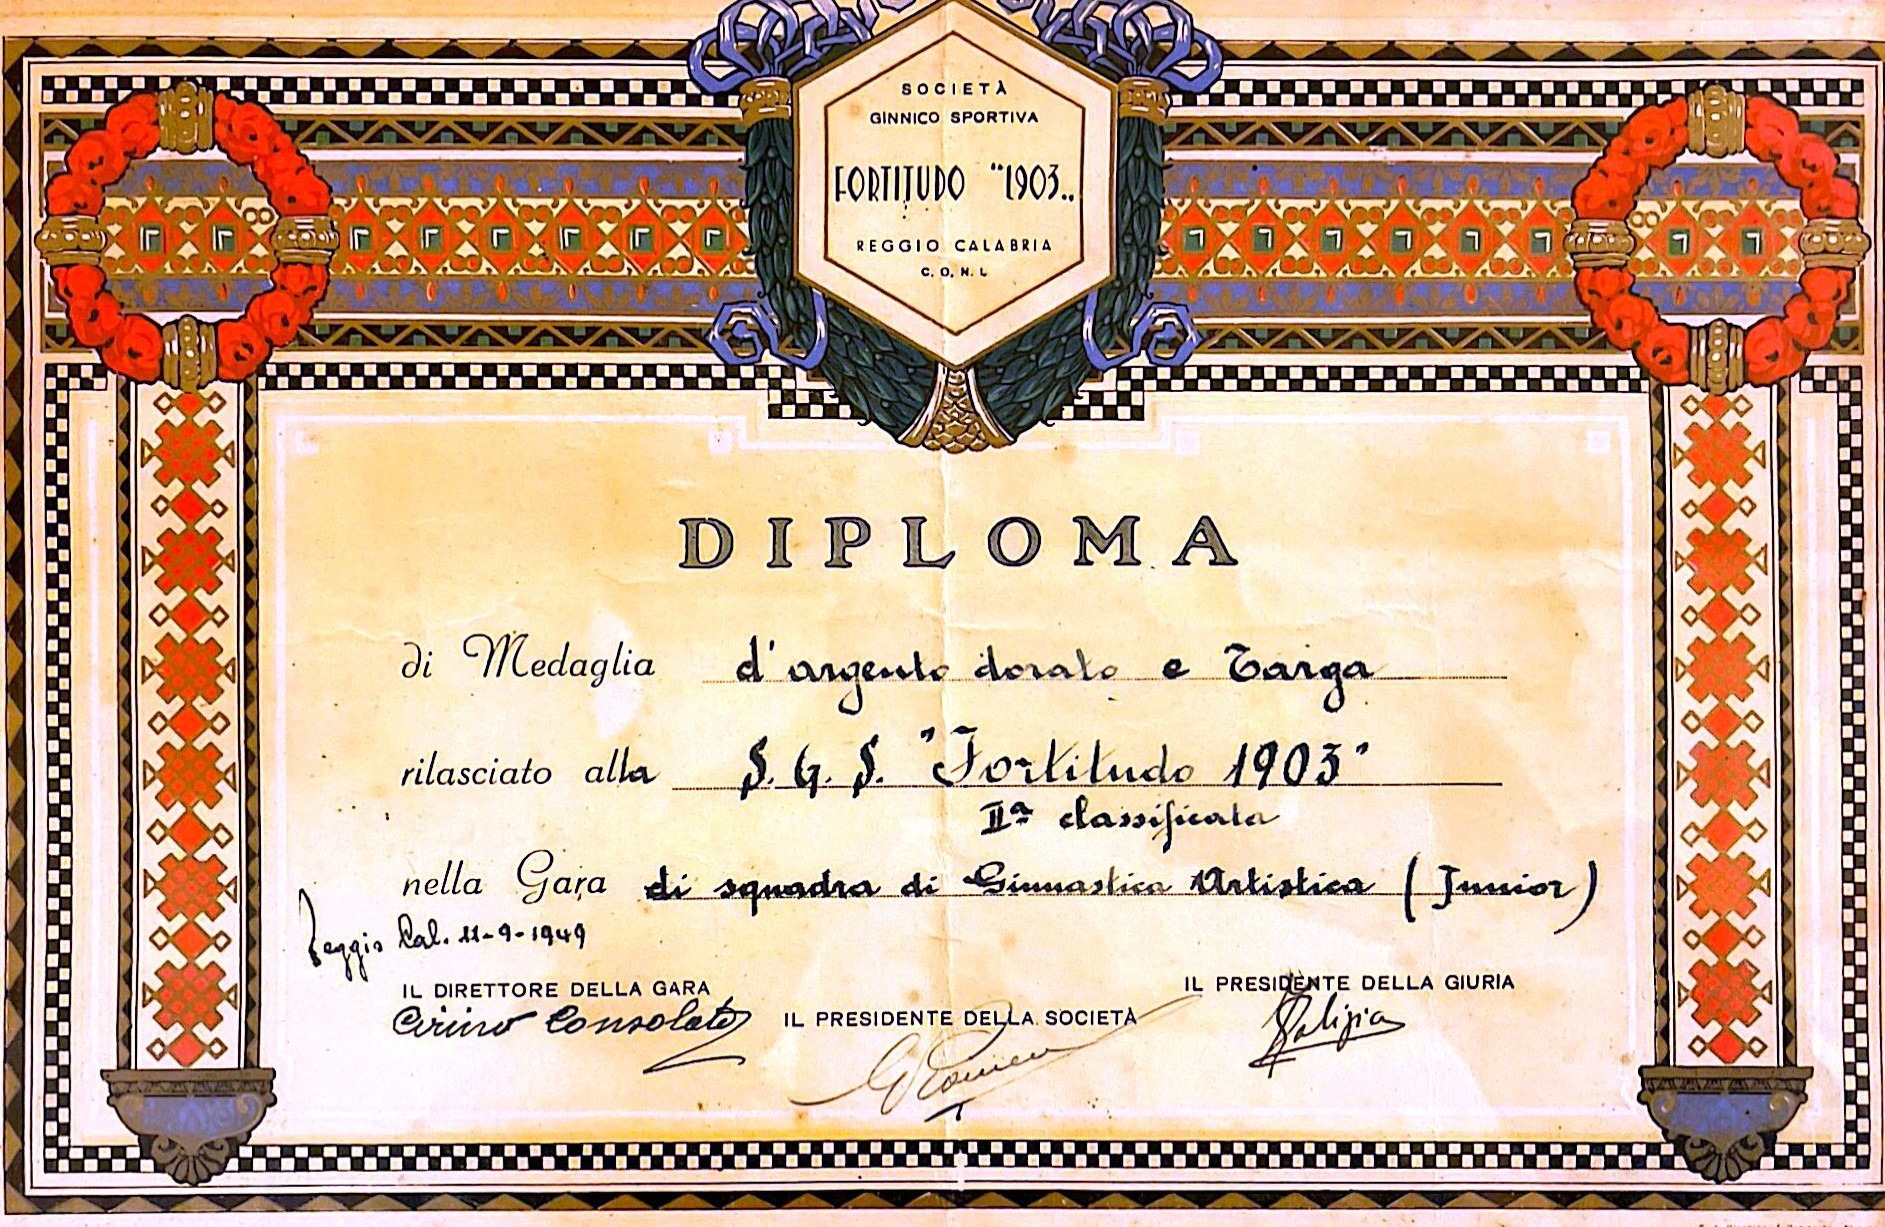 SOCIETÀ
GINNICO SPORTIVA
FORTITUDO "1903„
REGGIO CALABRIA
C. O. N. I.
DIPLOMA
di Medaglia d'argento dorato e Targa
rilasciato alla S. G. S. "Fortitudo 1903"
IIª classificata
nella Gara di squadra di Ginnastica Artistica (Junior)
Reggio Cal. 11-9-1949
IL DIRETTORE DELLA GARA
Cirino Consolato
IL PRESIDENTE DELLA SOCIETÀ
IL PRESIDENTE DELLA GIURIA